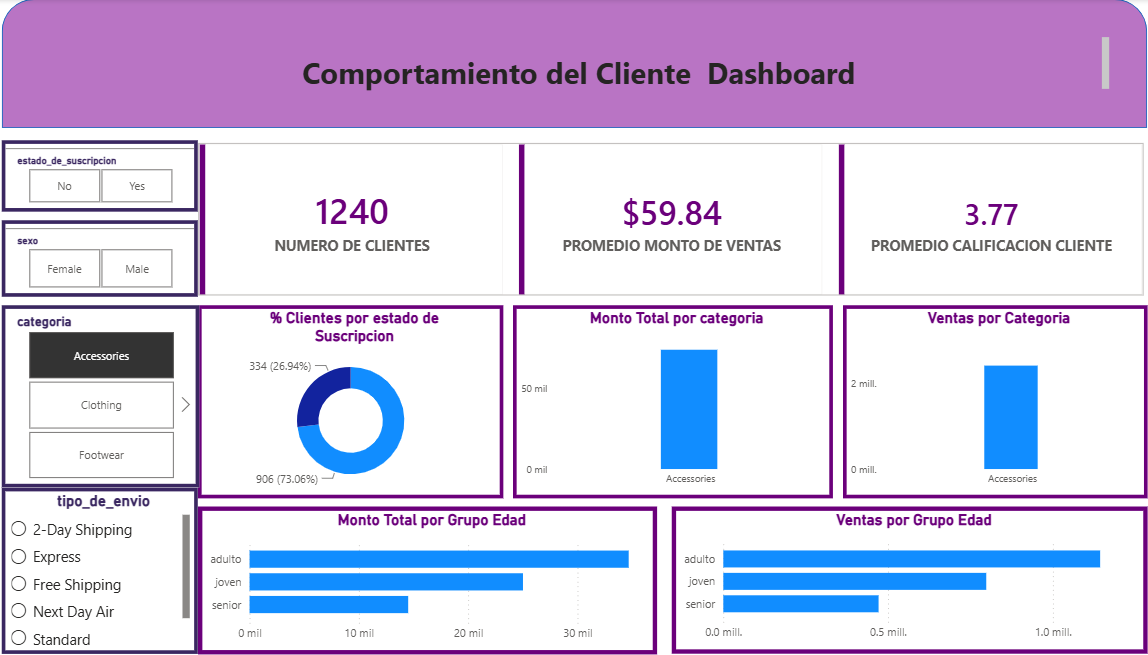 Comportamiento del Cliente  Dashboard
estado_de_suscripcion
No
Yes
sexo
Female
Male
categoria
Accessories
Clothing
Footwear
tipo_de_envio
2-Day Shipping
Express
Free Shipping
Next Day Air
Standard
1240
NUMERO DE CLIENTES
$59.84
PROMEDIO MONTO DE VENTAS
3.77
PROMEDIO CALIFICACION CLIENTE
% Clientes por estado de
Suscripcion
334 (26.94%)
906 (73.06%)
Monto Total por categoria
50 mil
0 mil
Accessories
Ventas por Categoria
2 mill.
0 mill.
Accessories
Monto Total por Grupo Edad
adulto
joven
senior
0 mil
10 mil
20 mil
30 mil
Ventas por Grupo Edad
adulto
joven
senior
0.0 mill.
0.5 mill.
1.0 mill.